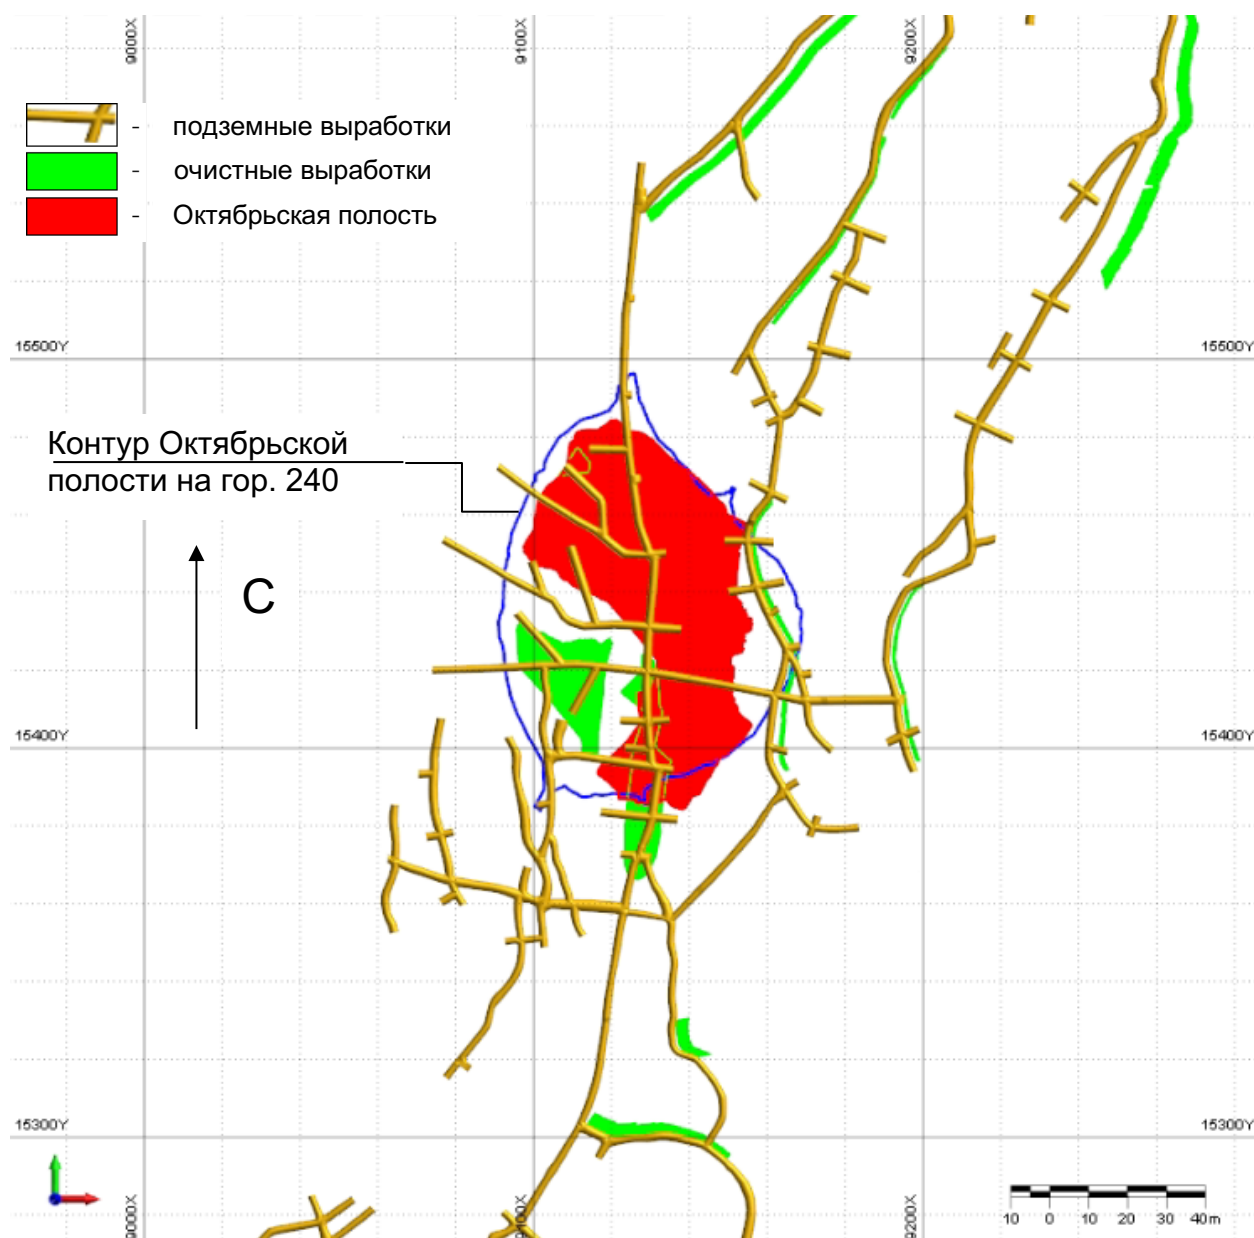 9000X
9100X
9200X
- подземные выработки
- очистные выработки
- Октябрьская полость
15500Y
15500Y
Контур Октябрьской
полости на гор. 240
С
15400Y
15400Y
15300Y
15300Y
9000X
9100X
9200X
10 0 10 20 30 40m